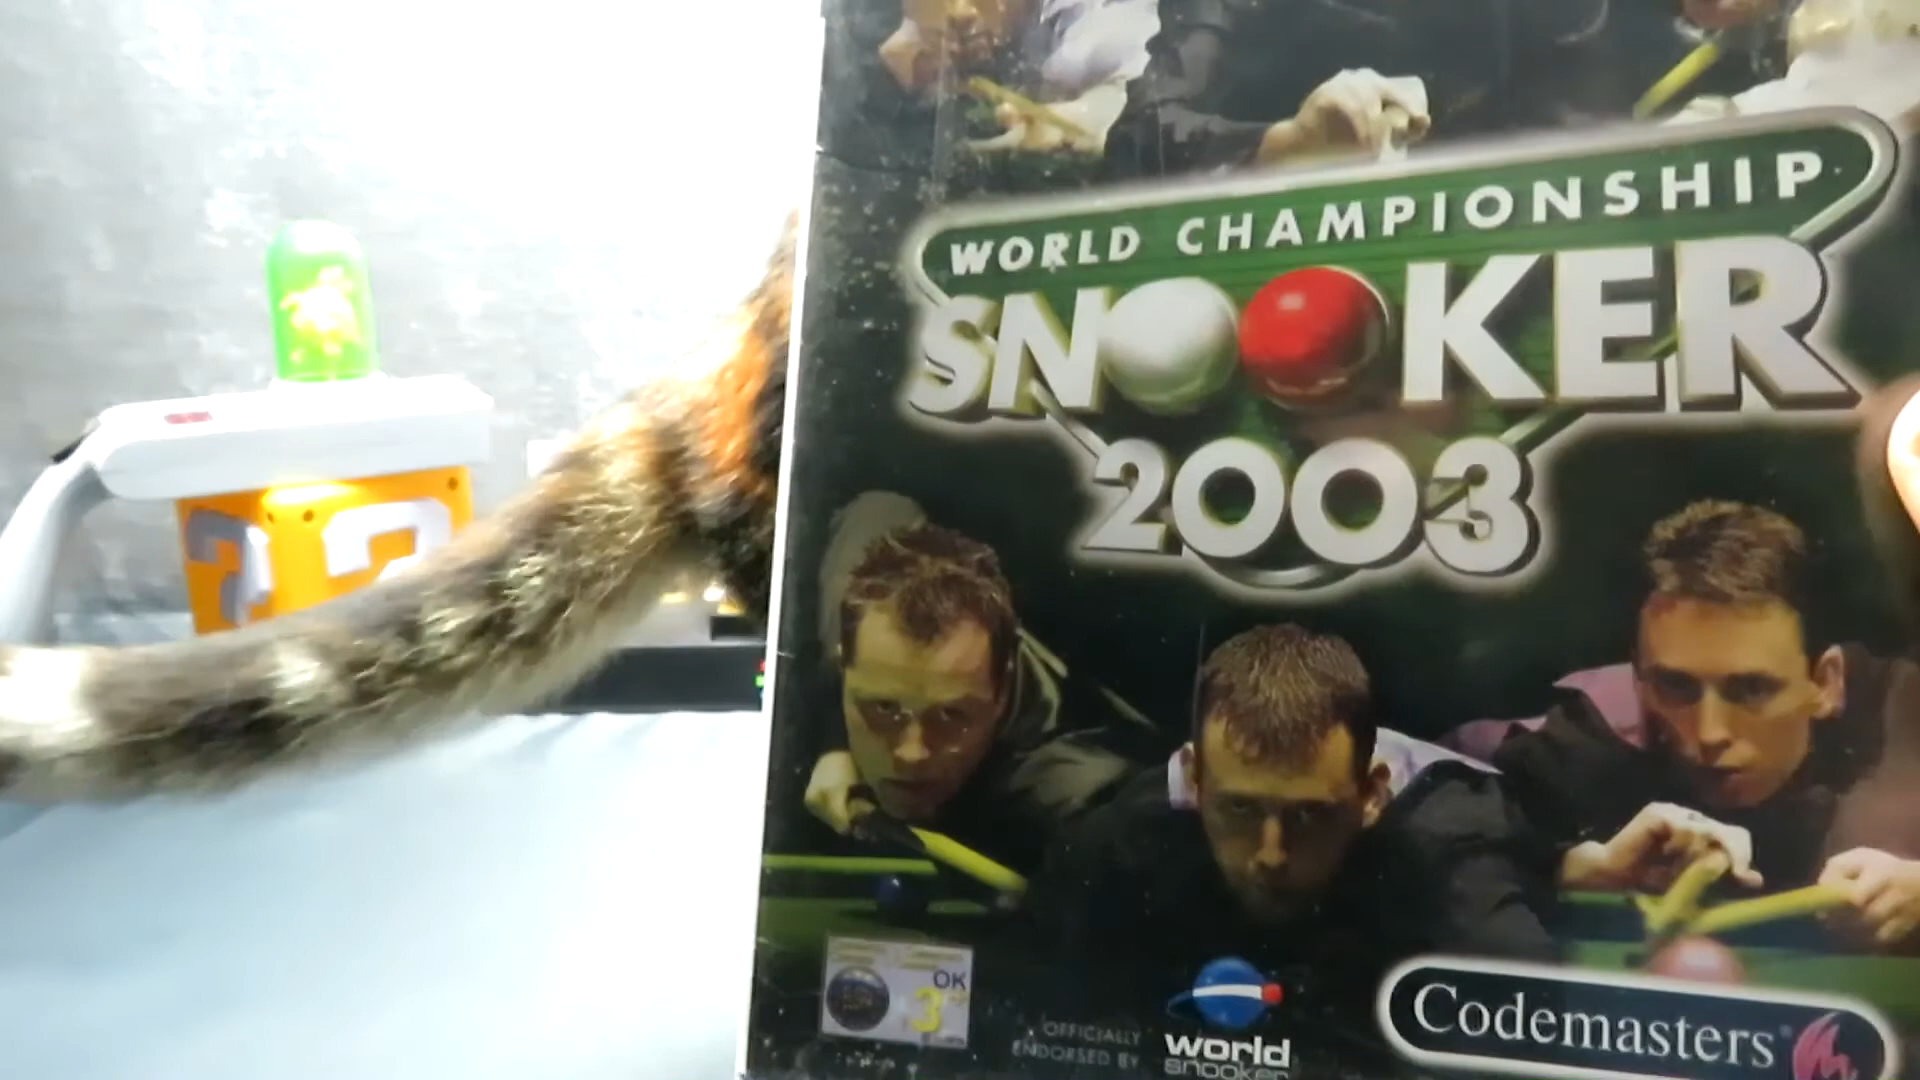 WORLD CHAMPIONSHIP
SNOOKER
2003
OK
3+
OFFICIALLY
ENDORSED BY
world
snooker
Codemasters